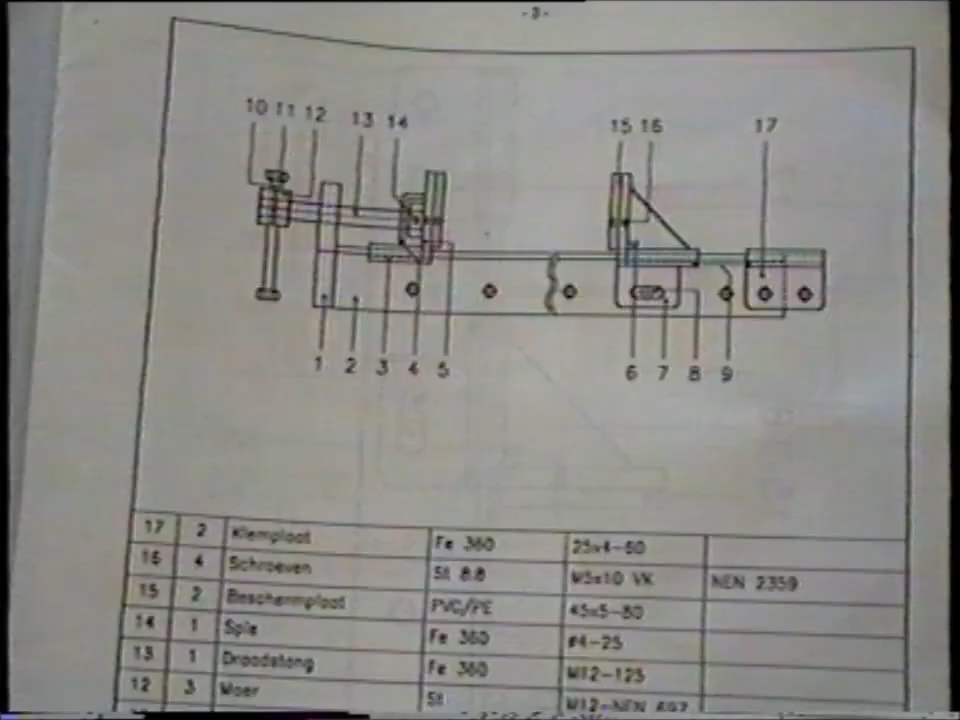 -3-
10 11 12 13 14 15 16 17
1 2 3 4 5 6 7 8 9
17 2 Klemplaat Fe 360 25x4-60
16 4 Schroeven St 8.8 M5x10 VK NEN 2359
15 2 Beschermplaat PVC/PE 45x5-80
14 1 Spie Fe 360 ø4-25
13 1 Draadstang Fe 360 M12-125
12 3 Moer St M12-NEN